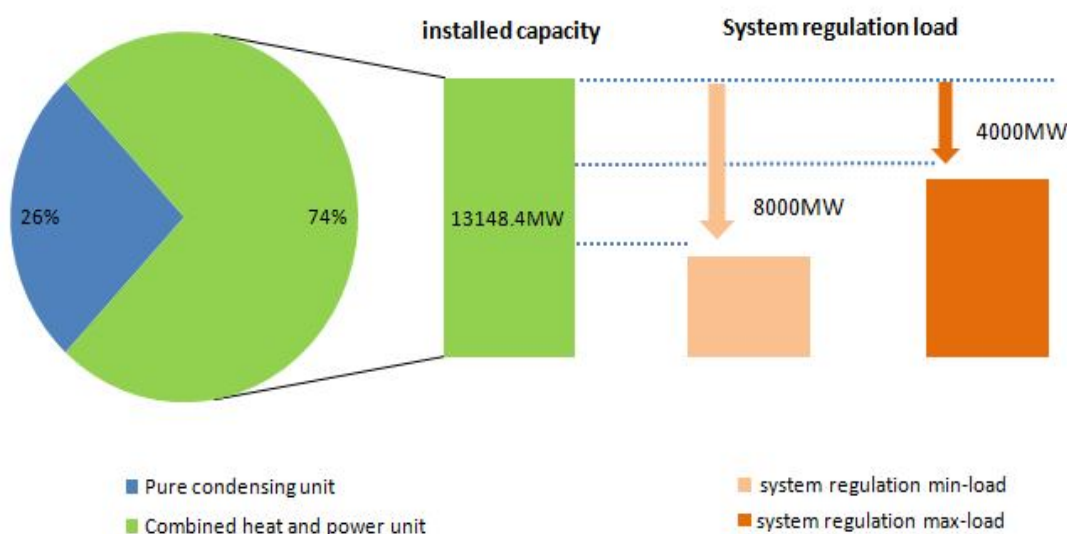 installed capacity
System regulation load
4000MW
26%
74%
13148.4MW
8000MW
Pure condensing unit
Combined heat and power unit
system regulation min-load
system regulation max-load